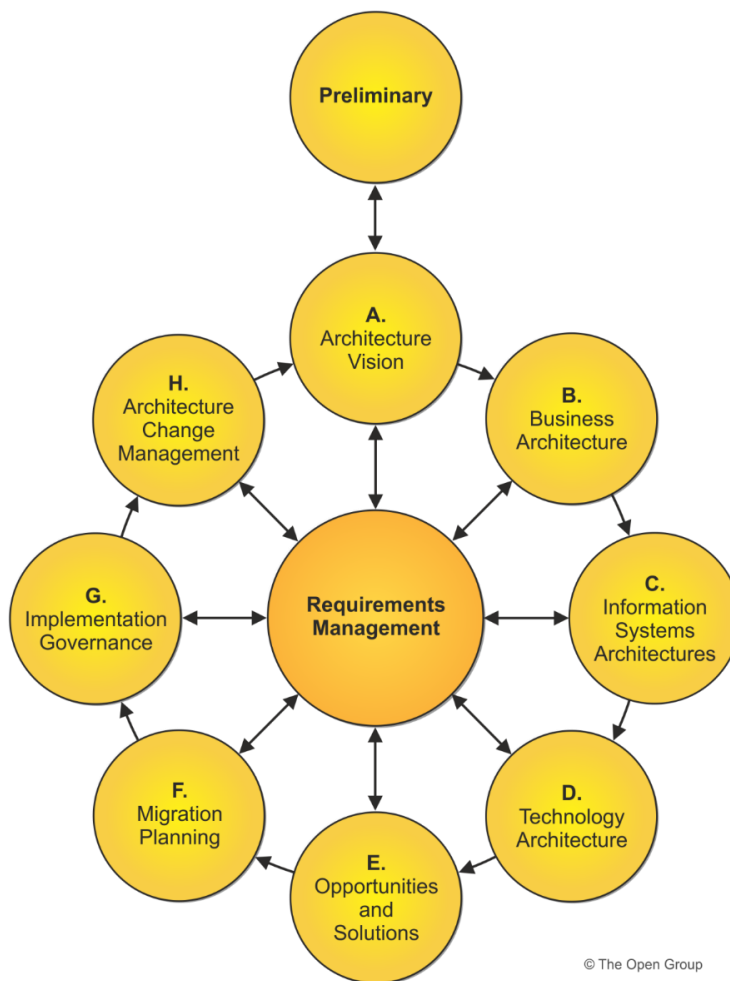 Preliminary
A.
Architecture
Vision
B.
Business
Architecture
C.
Information
Systems
Architectures
D.
Technology
Architecture
E.
Opportunities
and
Solutions
F.
Migration
Planning
G.
Implementation
Governance
H.
Architecture
Change
Management
Requirements
Management
© The Open Group